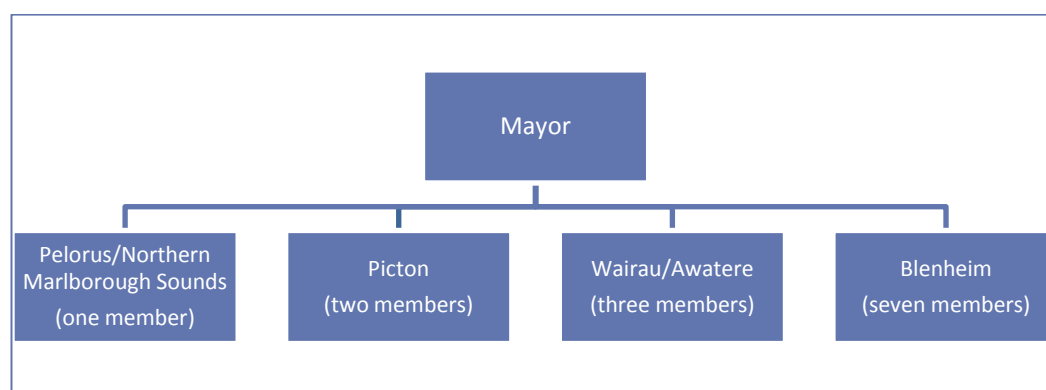 Mayor
Pelorus/Northern
Marlborough Sounds
(one member)
Picton
(two members)
Wairau/Awatere
(three members)
Blenheim
(seven members)